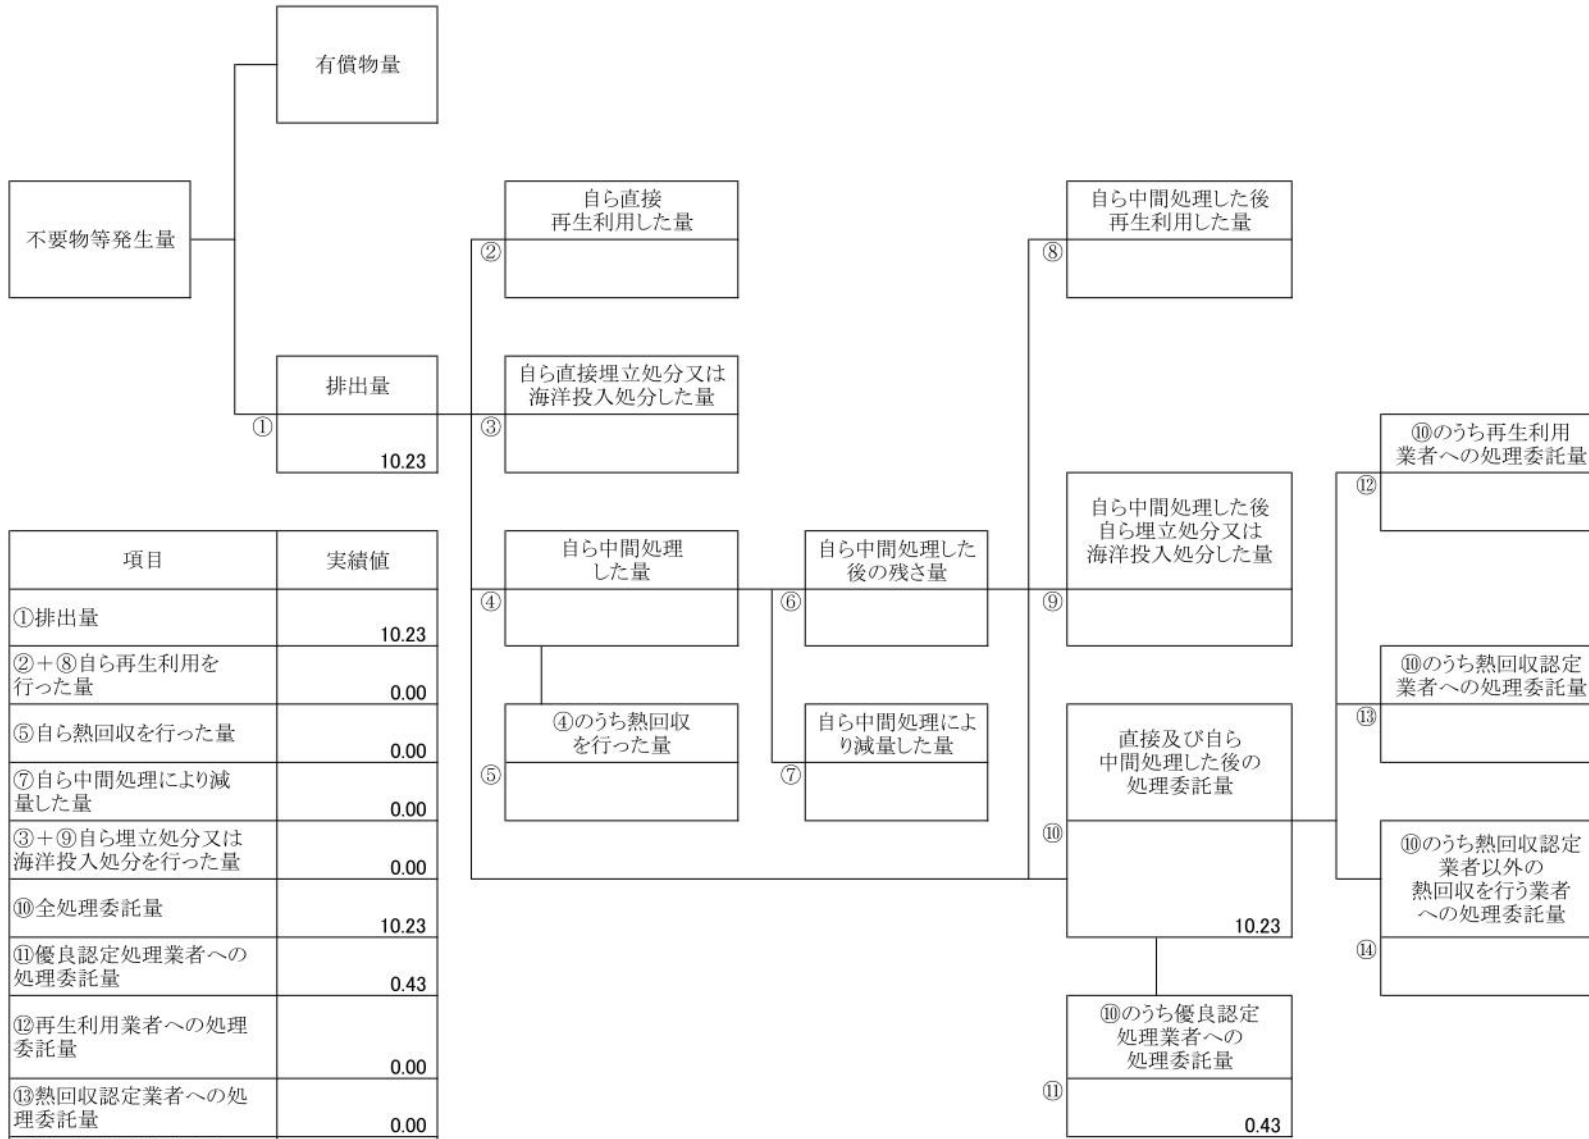 有償物量
不要物等発生量
排出量
①
10.23
自ら直接
再生利用した量
②
自ら直接埋立処分又は
海洋投入処分した量
③
自ら中間処理
した量
④
④のうち熱回収
を行った量
⑤
自ら中間処理した
後の残さ量
⑥
自ら中間処理によ
り減量した量
⑦
自ら中間処理した後
再生利用した量
⑧
自ら中間処理した後
自ら埋立処分又は
海洋投入処分した量
⑨
直接及び自ら
中間処理した後の
処理委託量
⑩
10.23
⑩のうち優良認定
処理業者への
処理委託量
⑪
0.43
⑩のうち再生利用
業者への処理委託量
⑫
⑩のうち熱回収認定
業者への処理委託量
⑬
⑩のうち熱回収認定
業者以外の
熱回収を行う業者
への処理委託量
⑭
項目 実績値
①排出量
10.23
②+⑧自ら再生利用を
行った量
0.00
⑤自ら熱回収を行った量
0.00
⑦自ら中間処理により減
量した量
0.00
③+⑨自ら埋立処分又は
海洋投入処分を行った量
0.00
⑩全処理委託量
10.23
⑪優良認定処理業者への
処理委託量
0.43
⑫再生利用業者への処理
委託量
0.00
⑬熱回収認定業者への処
理委託量
0.00